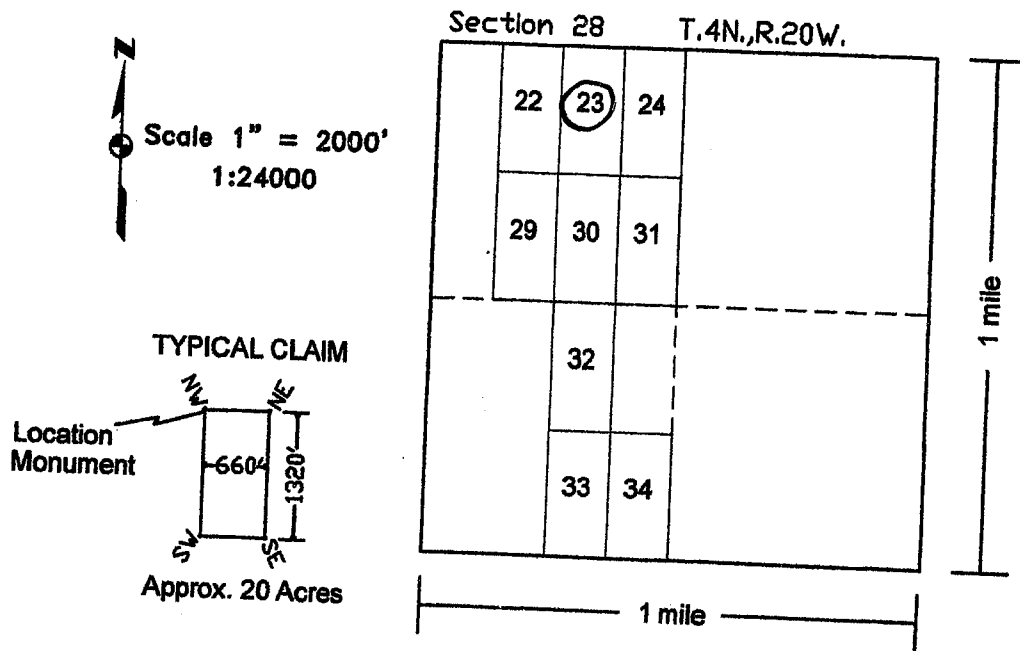 Section 28 T.4N.,R.20W.
N
Scale 1" = 2000'
1:24000
22 23 24
29 30 31
32
33 34
1 mile
1 mile
TYPICAL CLAIM
NW NE
Location
Monument
660'
1320'
SW SE
Approx. 20 Acres